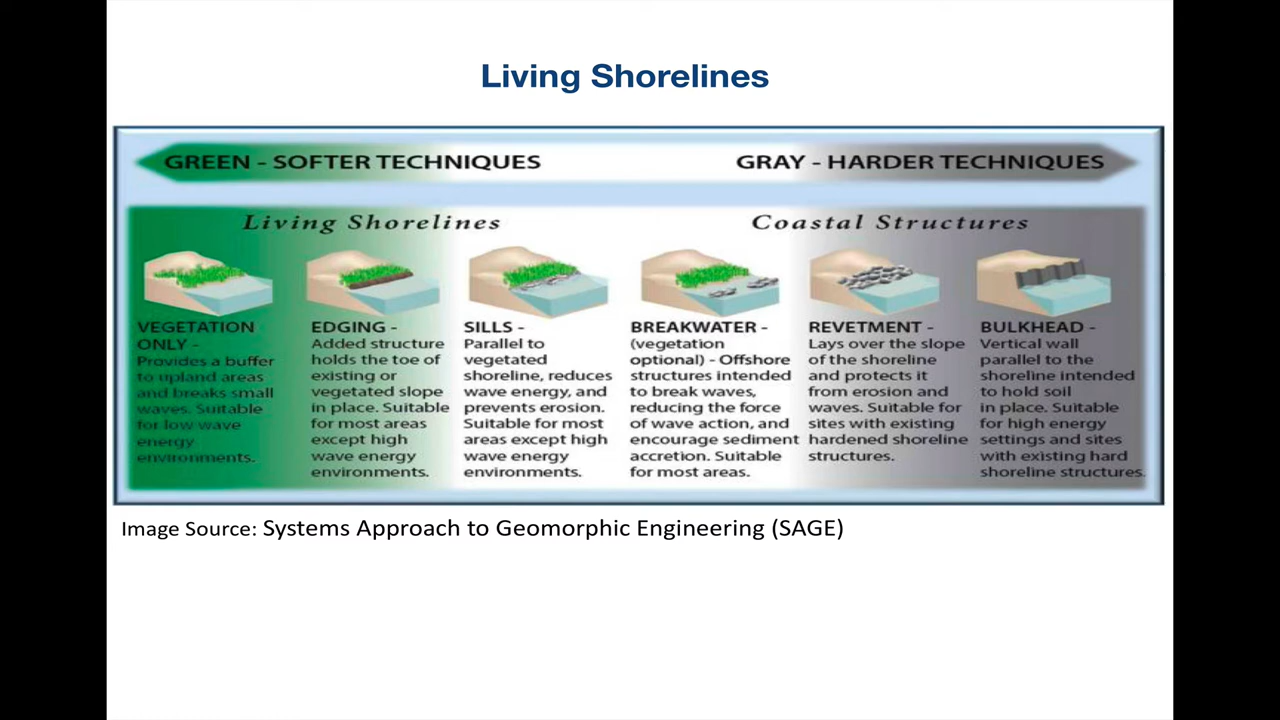 Living Shorelines
GREEN - SOFTER TECHNIQUES
GRAY - HARDER TECHNIQUES
Living Shorelines
Coastal Structures
VEGETATION
ONLY -
Provides a buffer
to upland areas
and breaks small
waves. Suitable
for low wave
energy
environments.
EDGING -
Added structure
holds the toe of
existing or
vegetated slope
in place. Suitable
for most areas
except high
wave energy
environments.
SILLS -
Parallel to
vegetated
shoreline, reduces
wave energy, and
prevents erosion.
Suitable for most
areas except high
wave energy
environments.
BREAKWATER -
(vegetation
optional) - Offshore
structures intended
to break waves,
reducing the force
of wave action, and
encourage sediment
accretion. Suitable
for most areas.
REVETMENT -
Lays over the slope
of the shoreline
and protects it
from erosion and
waves. Suitable for
sites with existing
hardened shoreline
structures.
BULKHEAD -
Vertical wall
parallel to the
shoreline intended
to hold soil
in place. Suitable
for high energy
settings and sites
with existing hard
shoreline structures.
Image Source: Systems Approach to Geomorphic Engineering (SAGE)